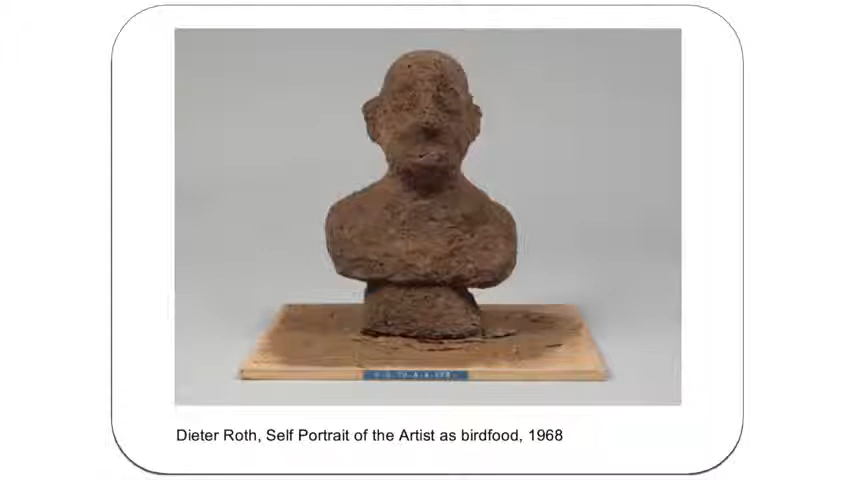 Dieter Roth, Self Portrait of the Artist as birdfood, 1968